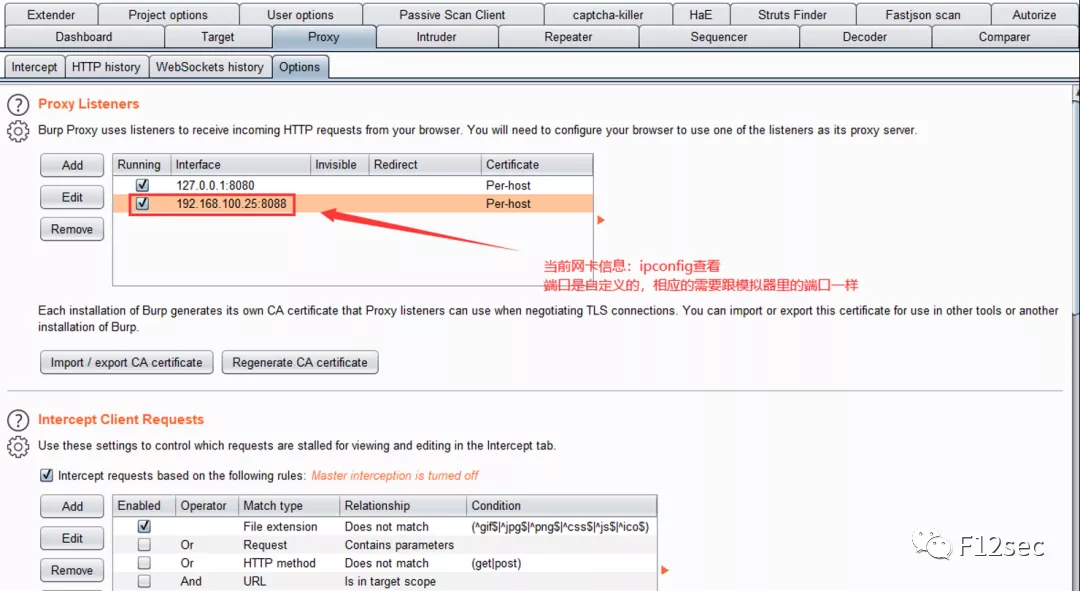 Extender Project options User options Passive Scan Client captcha-killer HaE Struts Finder Fastjson scan Autorize
Dashboard Target Proxy Intruder Repeater Sequencer Decoder Comparer
Intercept HTTP history WebSockets history Options
? Proxy Listeners
Burp Proxy uses listeners to receive incoming HTTP requests from your browser. You will need to configure your browser to use one of the listeners as its proxy server.
Add Running Interface Invisible Redirect Certificate
127.0.0.1:8080 Per-host
Edit 192.168.100.25:8088 Per-host
Remove
当前网卡信息：ipconfig查看
端口是自定义的，相应的需要跟模拟器里的端口一样
Each installation of Burp generates its own CA certificate that Proxy listeners can use when negotiating TLS connections. You can import or export this certificate for use in other tools or another
installation of Burp.
Import / export CA certificate Regenerate CA certificate
? Intercept Client Requests
Use these settings to control which requests are stalled for viewing and editing in the Intercept tab.
Intercept requests based on the following rules: Master interception is turned off
Add Enabled Operator Match type Relationship Condition
File extension Does not match (^gif$|^jpg$|^png$|^css$|^js$|^ico$)
Edit Or Request Contains parameters
Or HTTP method Does not match (get|post)
Remove And URL Is in target scope
F12sec